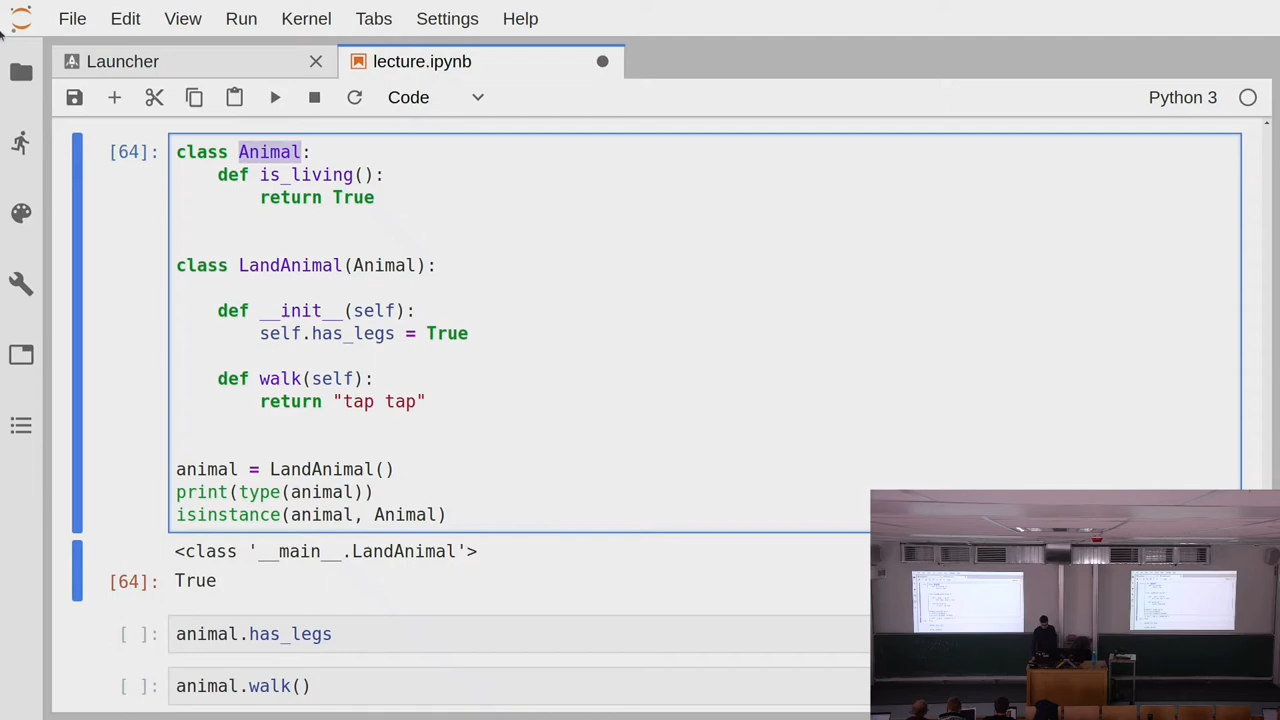 File Edit View Run Kernel Tabs Settings Help
Launcher lecture.ipynb
Code Python 3
[64]: class Animal:
def is_living():
return True
class LandAnimal(Animal):
def __init__(self):
self.has_legs = True
def walk(self):
return "tap tap"
animal = LandAnimal()
print(type(animal))
isinstance(animal, Animal)
<class '__main__.LandAnimal'>
[64]: True
[ ]: animal.has_legs
[ ]: animal.walk()